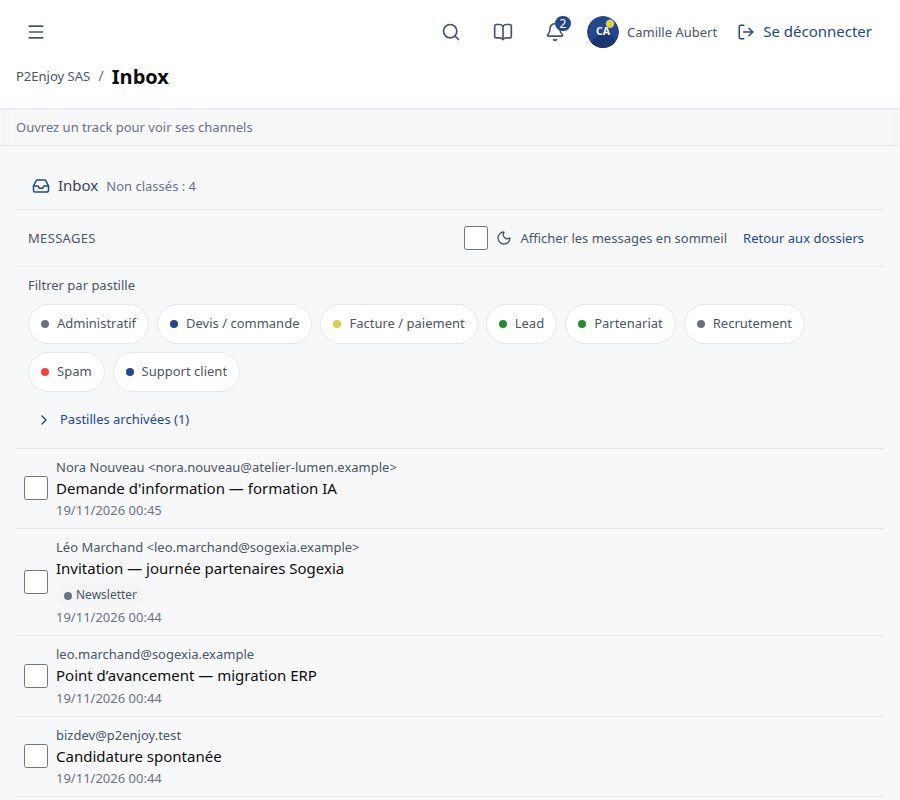 2
CA Camille Aubert Se déconnecter
P2Enjoy SAS / Inbox
Ouvrez un track pour voir ses channels
Inbox Non classés : 4
MESSAGES Afficher les messages en sommeil Retour aux dossiers
Filtrer par pastille
Administratif Devis / commande Facture / paiement Lead Partenariat Recrutement
Spam Support client
Pastilles archivées (1)
Nora Nouveau <nora.nouveau@atelier-lumen.example>
Demande d'information — formation IA
19/11/2026 00:45
Léo Marchand <leo.marchand@sogexia.example>
Invitation — journée partenaires Sogexia
Newsletter
19/11/2026 00:44
leo.marchand@sogexia.example
Point d’avancement — migration ERP
19/11/2026 00:44
bizdev@p2enjoy.test
Candidature spontanée
19/11/2026 00:44